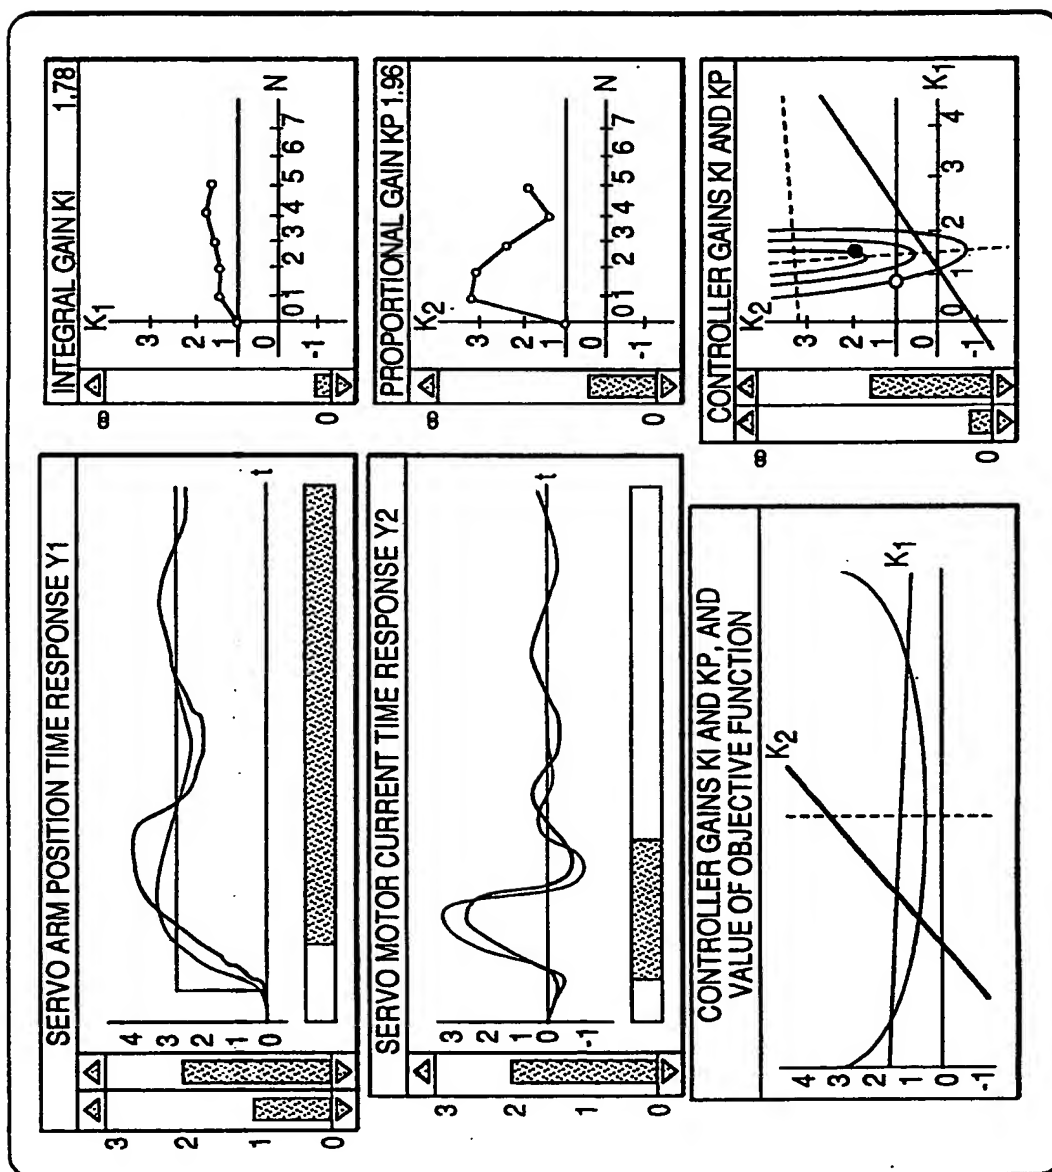 SERVO ARM POSITION TIME RESPONSE Y1
3
2
1
0
4
3
2
1
0
t
INTEGRAL GAIN KI 1.78
∞
0
K1
3
2
1
0
-1
0 1 2 3 4 5 6 7
N
SERVO MOTOR CURRENT TIME RESPONSE Y2
3
2
1
0
3
2
1
0
-1
t
PROPORTIONAL GAIN KP 1.96
∞
0
K2
3
2
1
0
-1
0 1 2 3 4 5 6 7
N
CONTROLLER GAINS KI AND KP, AND
VALUE OF OBJECTIVE FUNCTION
4
3
2
1
0
-1
K2
K1
CONTROLLER GAINS KI AND KP
∞
0
K2
3
2
1
0
-1
0 1 2 3 4
K1